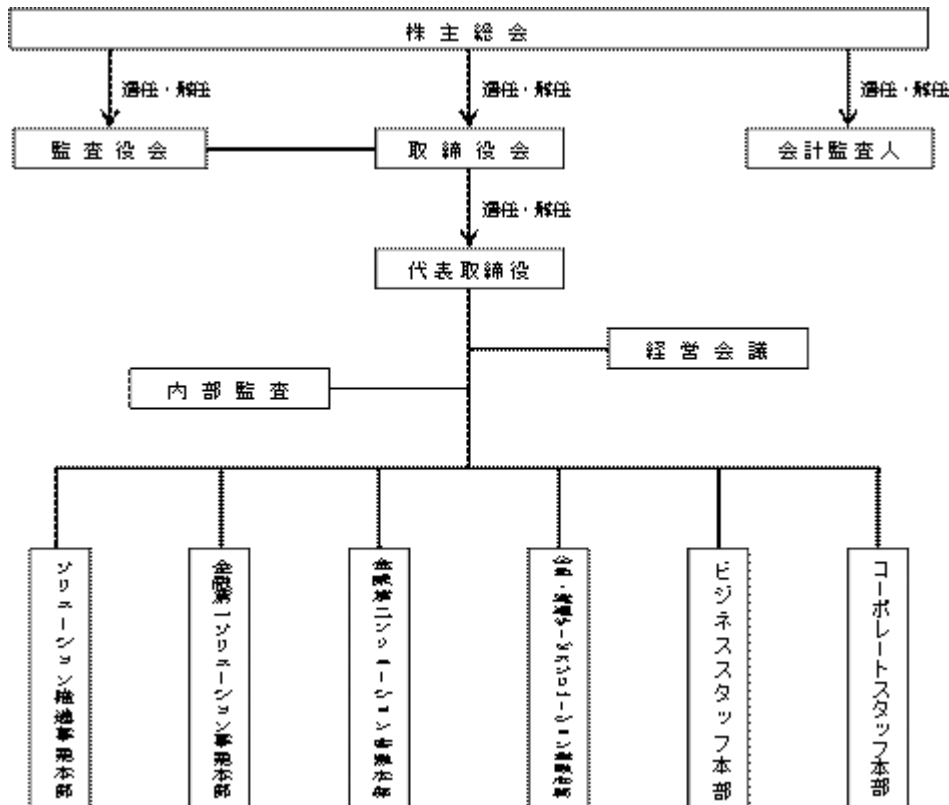 株主総会
選任・解任
選任・解任
選任・解任
監査役会
取締役会
会計監査人
選任・解任
代表取締役
経営会議
内部監査
ソリューション推進事業本部
金融第一ソリューション事業本部
金融第二ソリューション事業本部
ビジネススタッフ本部
コーポレートスタッフ本部